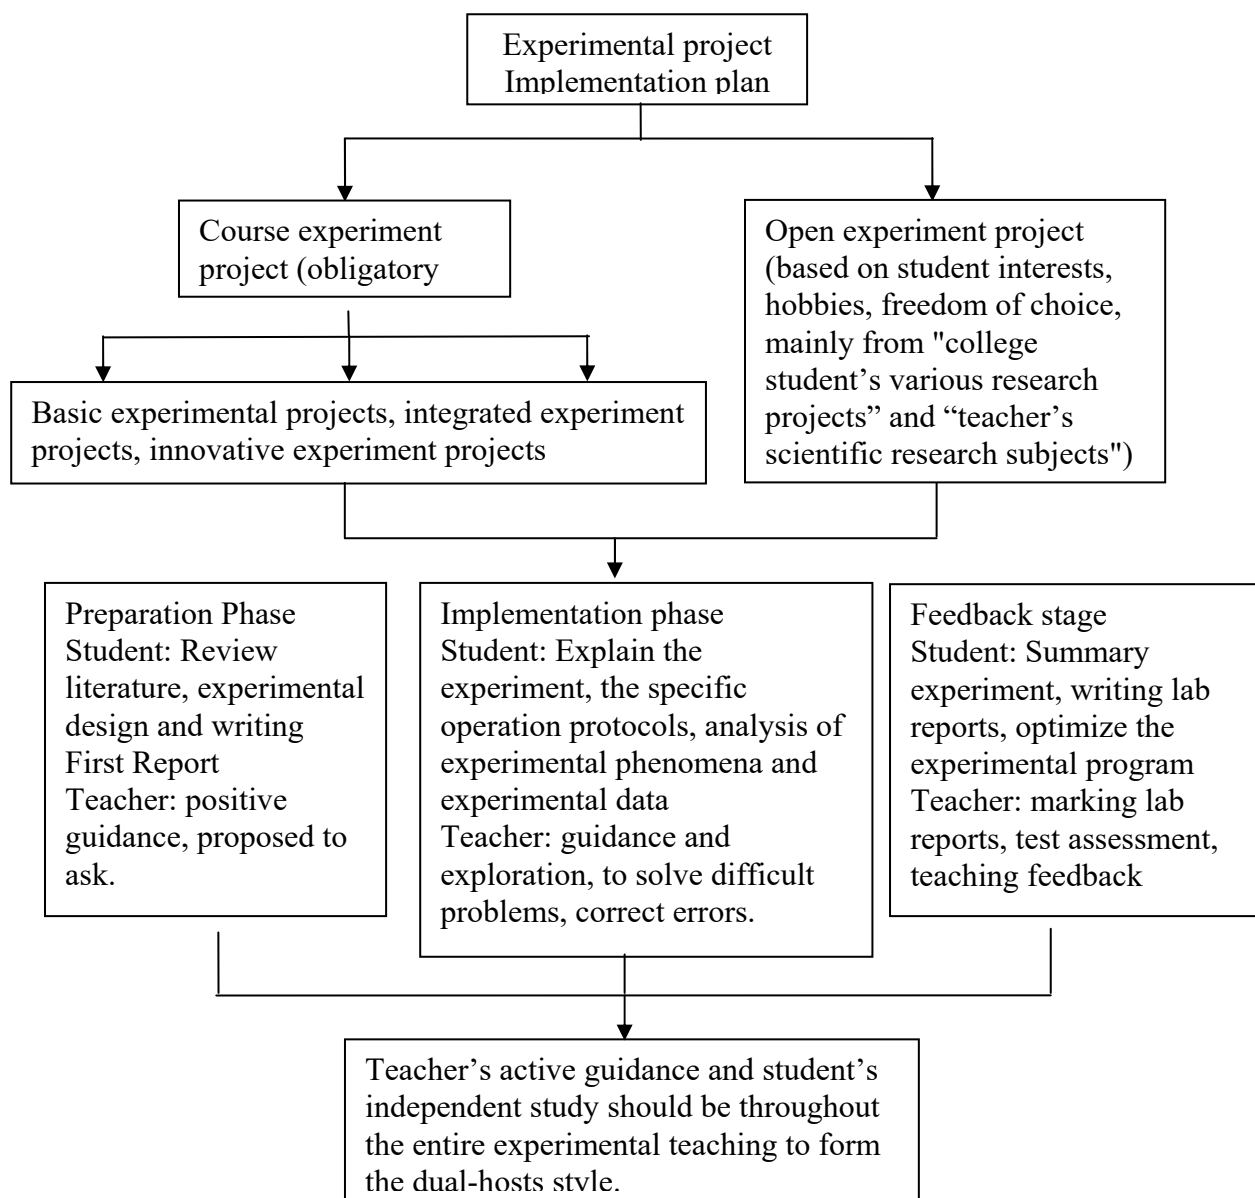 Experimental project
Implementation plan
Course experiment
project (obligatory
Open experiment project
(based on student interests,
hobbies, freedom of choice,
mainly from "college
student’s various research
projects” and “teacher’s
scientific research subjects")
Basic experimental projects, integrated experiment
projects, innovative experiment projects
Preparation Phase
Student: Review
literature, experimental
design and writing
First Report
Teacher: positive
guidance, proposed to
ask.
Implementation phase
Student: Explain the
experiment, the specific
operation protocols, analysis of
experimental phenomena and
experimental data
Teacher: guidance and
exploration, to solve difficult
problems, correct errors.
Feedback stage
Student: Summary
experiment, writing lab
reports, optimize the
experimental program
Teacher: marking lab
reports, test assessment,
teaching feedback
Teacher’s active guidance and student’s
independent study should be throughout
the entire experimental teaching to form
the dual-hosts style.